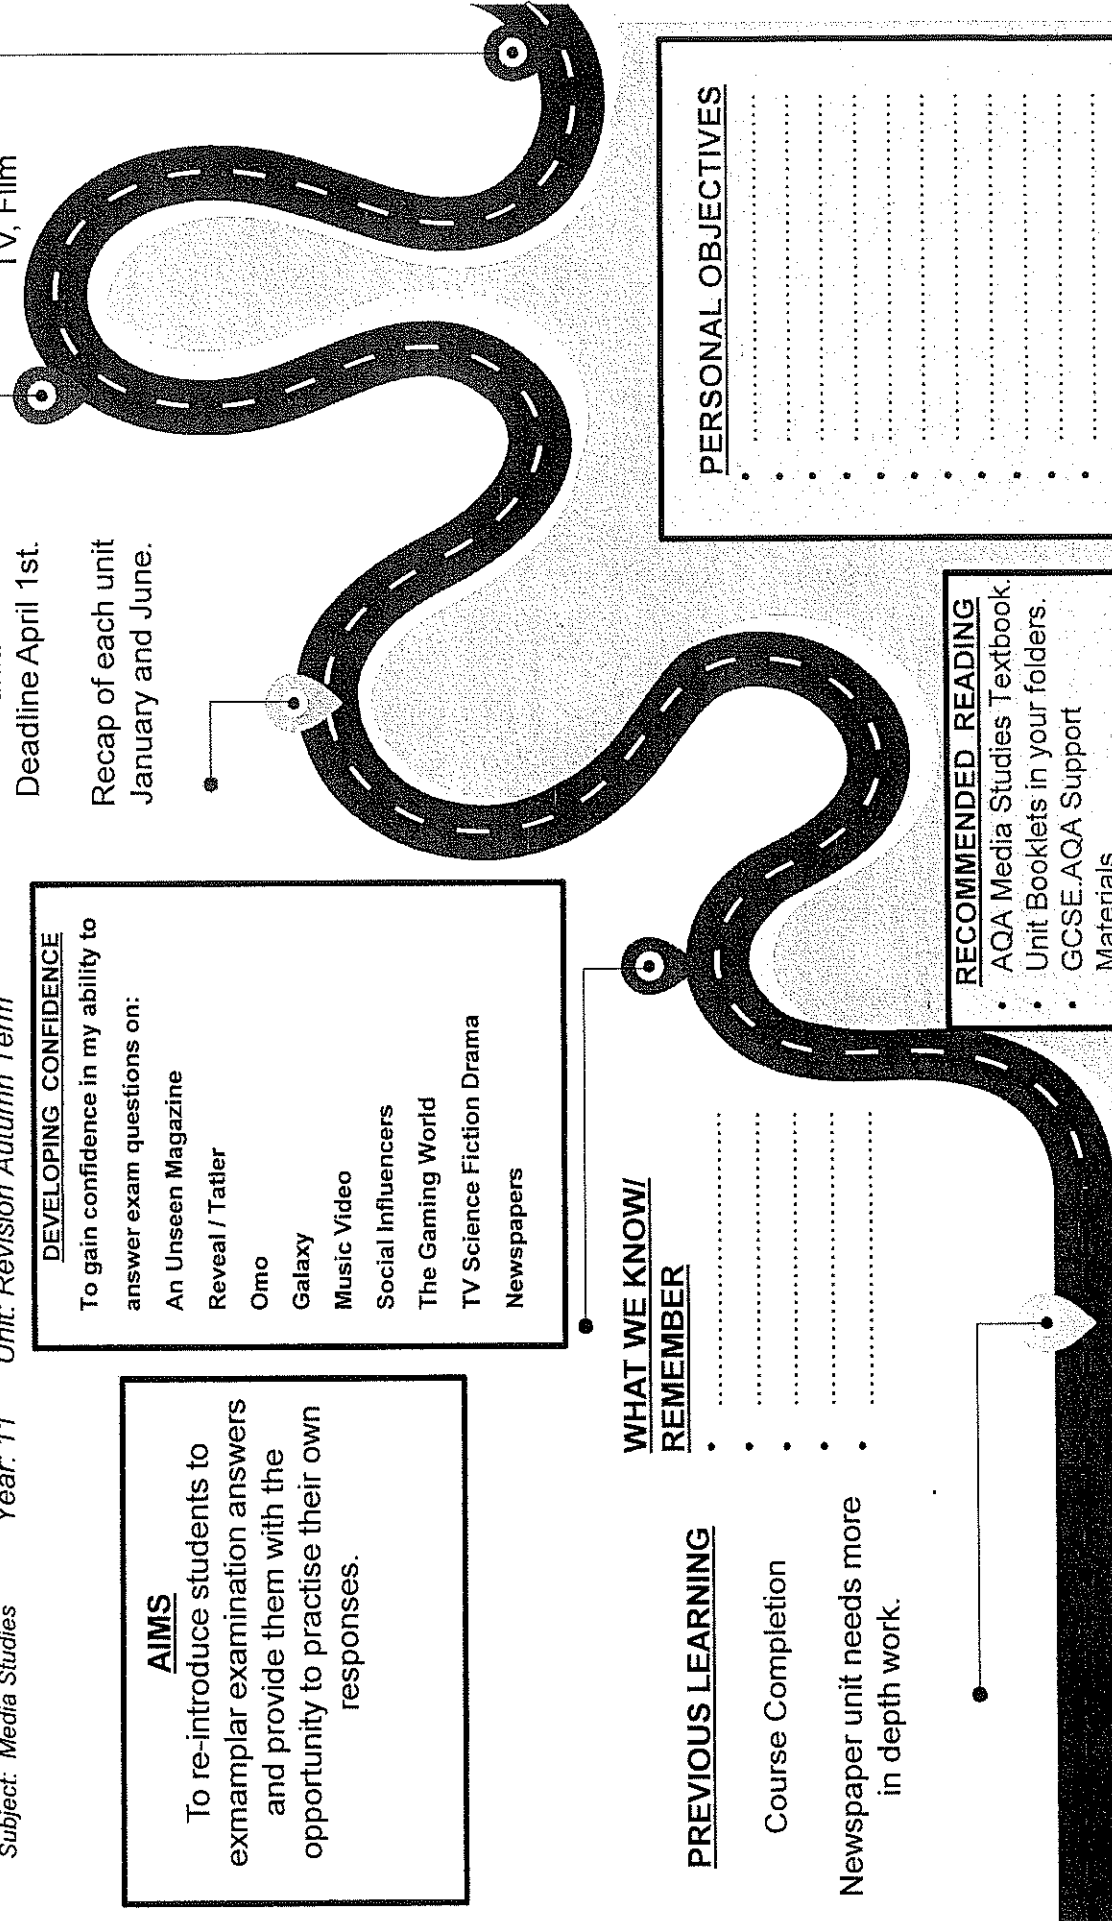 Subject: Media Studies Year: 11 Unit: Revision Autumn Term
AIMS
To re-introduce students to
exmamplar examination answers
and provide them with the
opportunity to practise their own
responses.
DEVELOPING CONFIDENCE
To gain confidence in my ability to
answer exam questions on:
An Unseen Magazine
Reveal / Tatler
Omo
Galaxy
Music Video
Social Influencers
The Gaming World
TV Science Fiction Drama
Newspapers
Deadline April 1st.
Recap of each unit
January and June.
TV, Film
PREVIOUS LEARNING
Course Completion
Newspaper unit needs more
in depth work.
WHAT WE KNOW/
REMEMBER
RECOMMENDED READING
• AQA Media Studies Textbook.
• Unit Booklets in your folders.
• GCSE AQA Support
Materials
PERSONAL OBJECTIVES